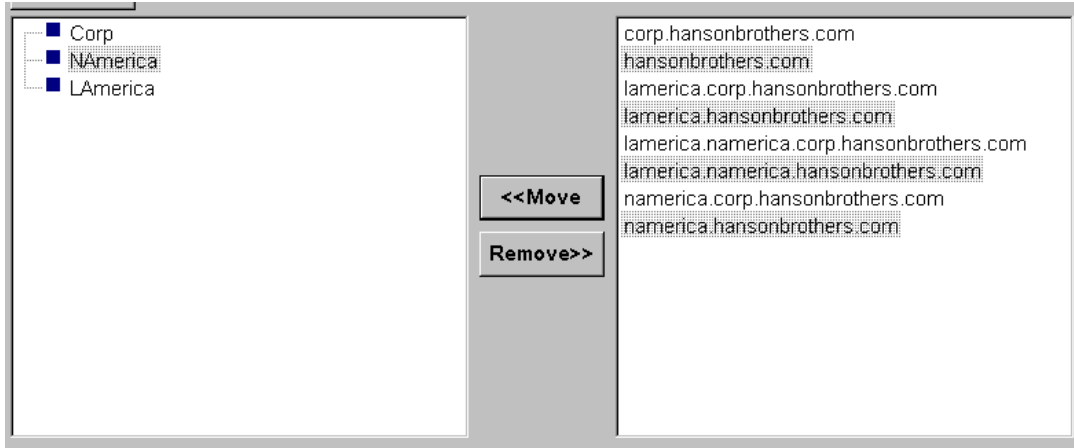 Corp
NAmerica
LAmerica
<<Move
Remove>>
corp.hansonbrothers.com
hansonbrothers.com
lamerica.corp.hansonbrothers.com
lamerica.hansonbrothers.com
lamerica.namerica.corp.hansonbrothers.com
lamerica.namerica.hansonbrothers.com
namerica.corp.hansonbrothers.com
namerica.hansonbrothers.com